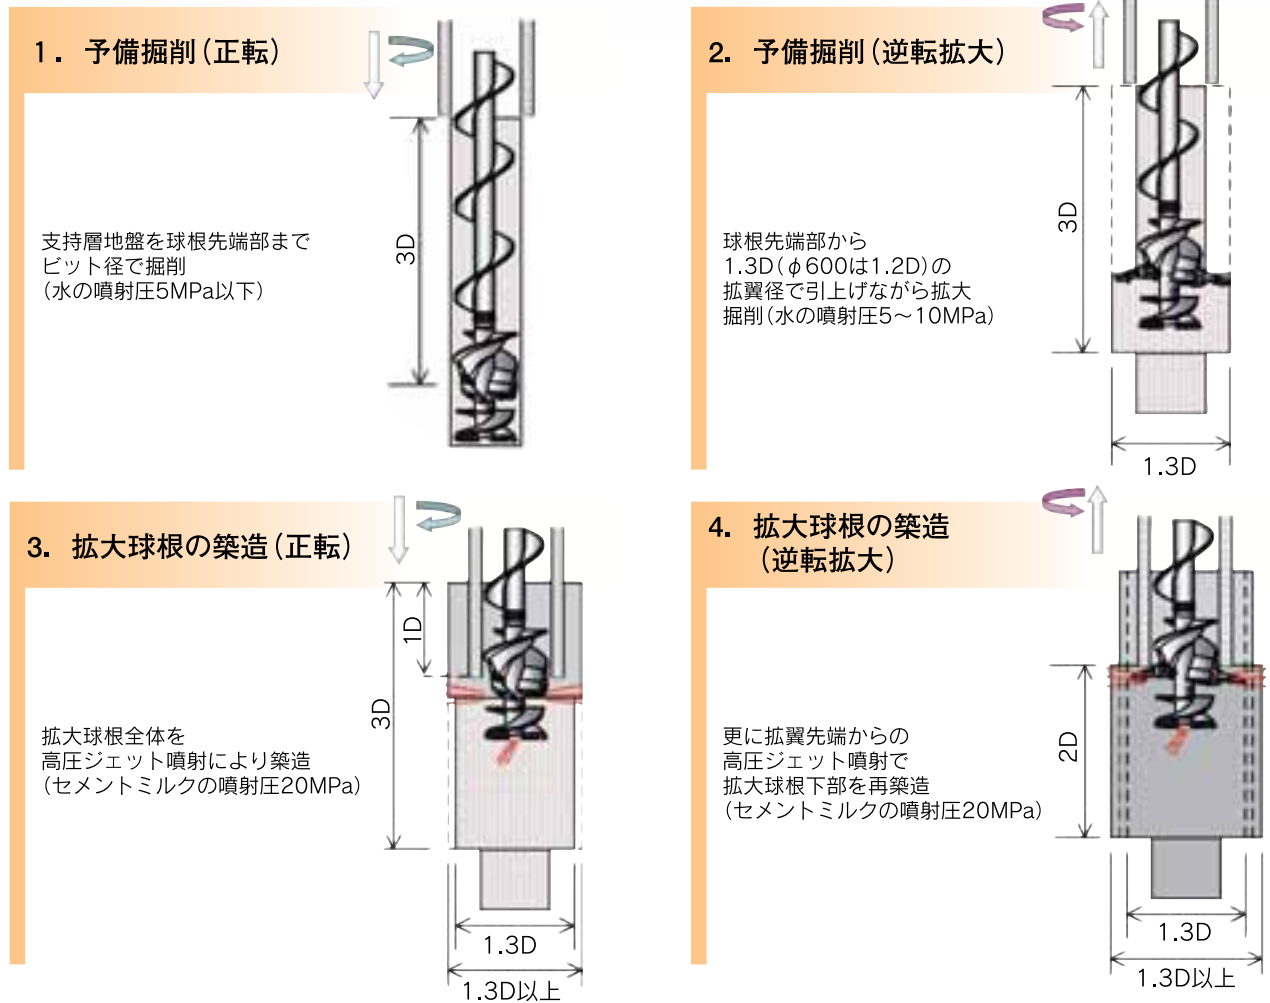 1. 予備掘削（正転）
3D
支持層地盤を球根先端部まで
ビット径で掘削
（水の噴射圧5MPa以下）
2. 予備掘削（逆転拡大）
3D
球根先端部から
1.3D（φ600は1.2D）の
拡翼径で引上げながら拡大
掘削（水の噴射圧5～10MPa）
1.3D
3. 拡大球根の築造（正転）
1D
3D
拡大球根全体を
高圧ジェット噴射により築造
（セメントミルクの噴射圧20MPa）
1.3D
1.3D以上
4. 拡大球根の築造
（逆転拡大）
2D
更に拡翼先端からの
高圧ジェット噴射で
拡大球根下部を再築造
（セメントミルクの噴射圧20MPa）
1.3D
1.3D以上